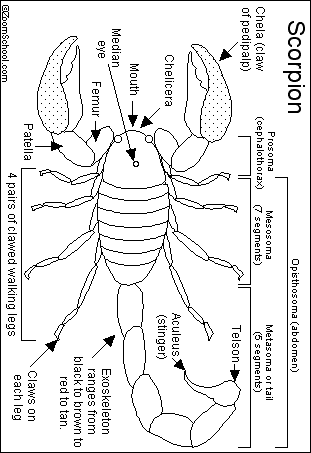 Scorpion
Chela (claw
of pedipalp)
Prosoma
(cephalothorax)
Mesosoma
(7 segments)
Opisthosoma (abdomen)
Metasoma or tail
(5 segments)
Chelicera
Mouth
Median
eye
Femur
Patella
4 pairs of clawed walking legs
Claws on
each leg
Exoskeleton
ranges from
black to brown to
red to tan.
Aculeus
(stinger)
Telson
©ZoomSchool.com